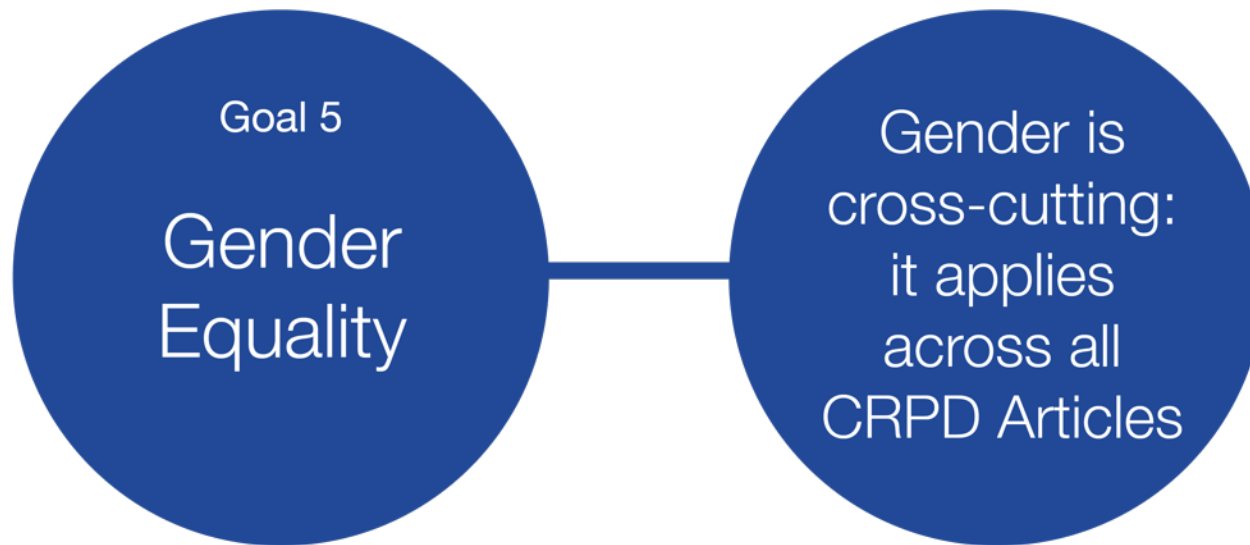 Goal 5
Gender
Equality
Gender is
cross-cutting:
it applies
across all
CRPD Articles